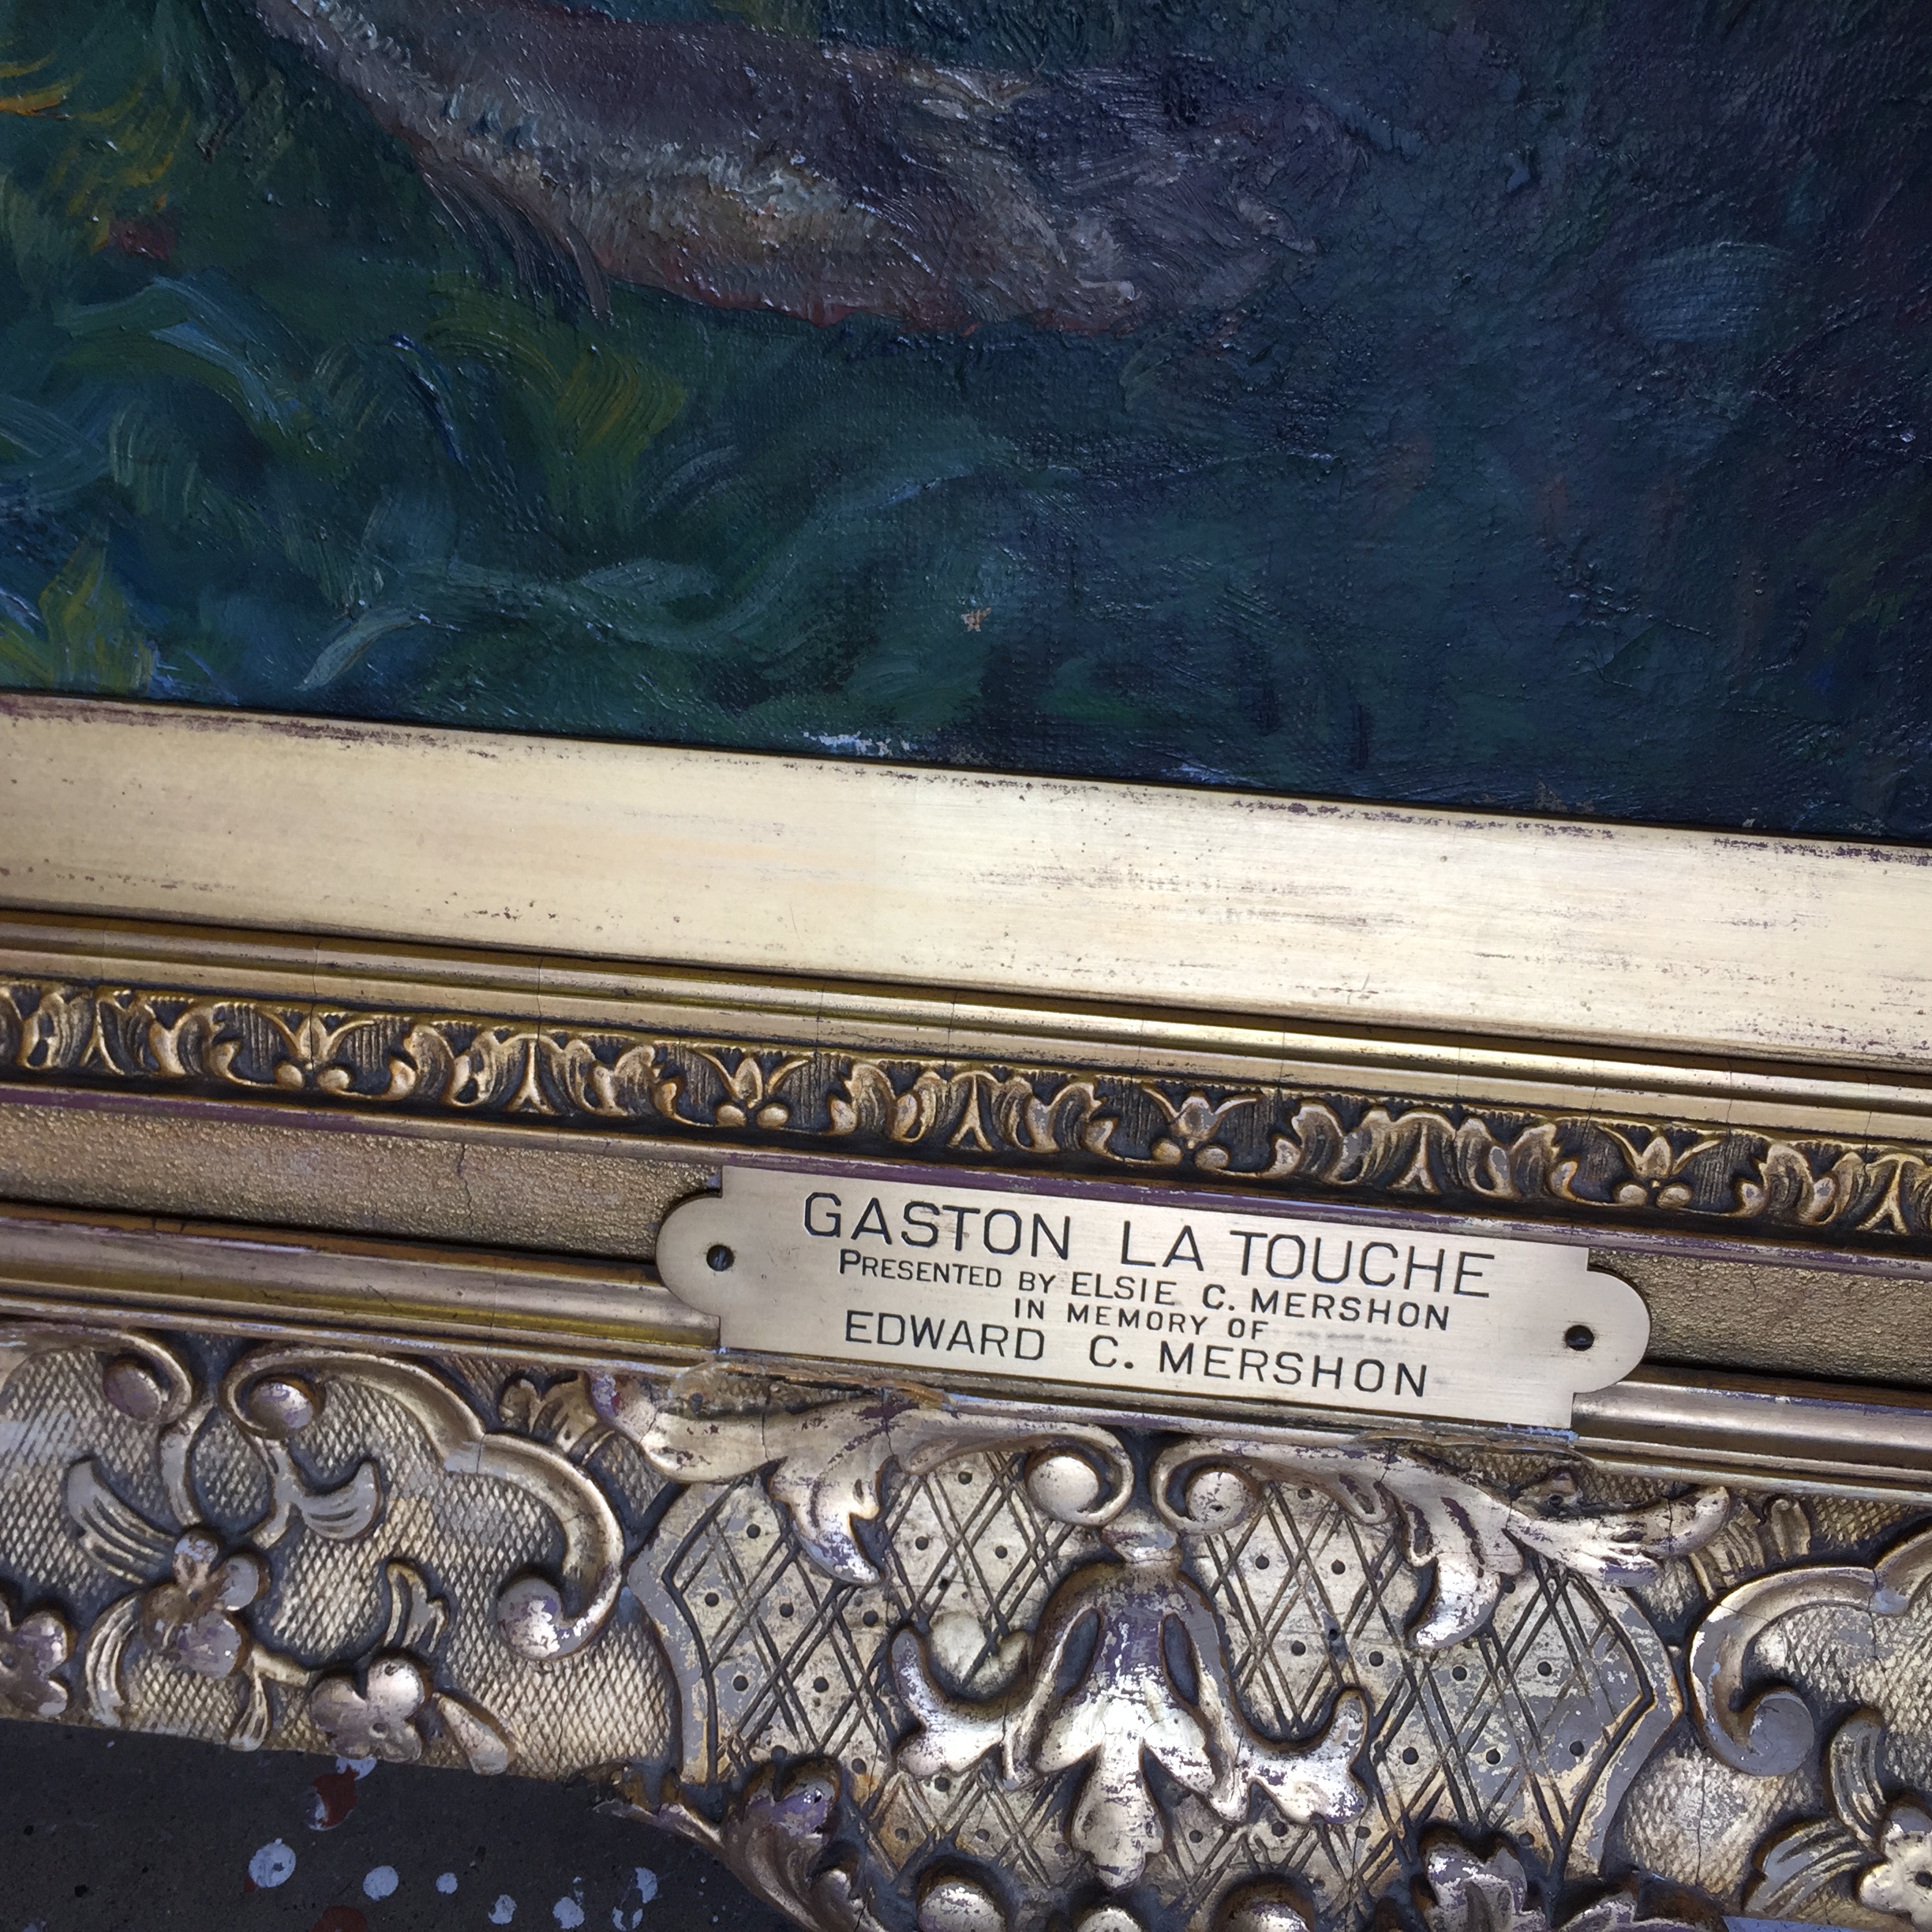 GASTON LA TOUCHE
PRESENTED BY ELSIE C. MERSHON
IN MEMORY OF
EDWARD C. MERSHON